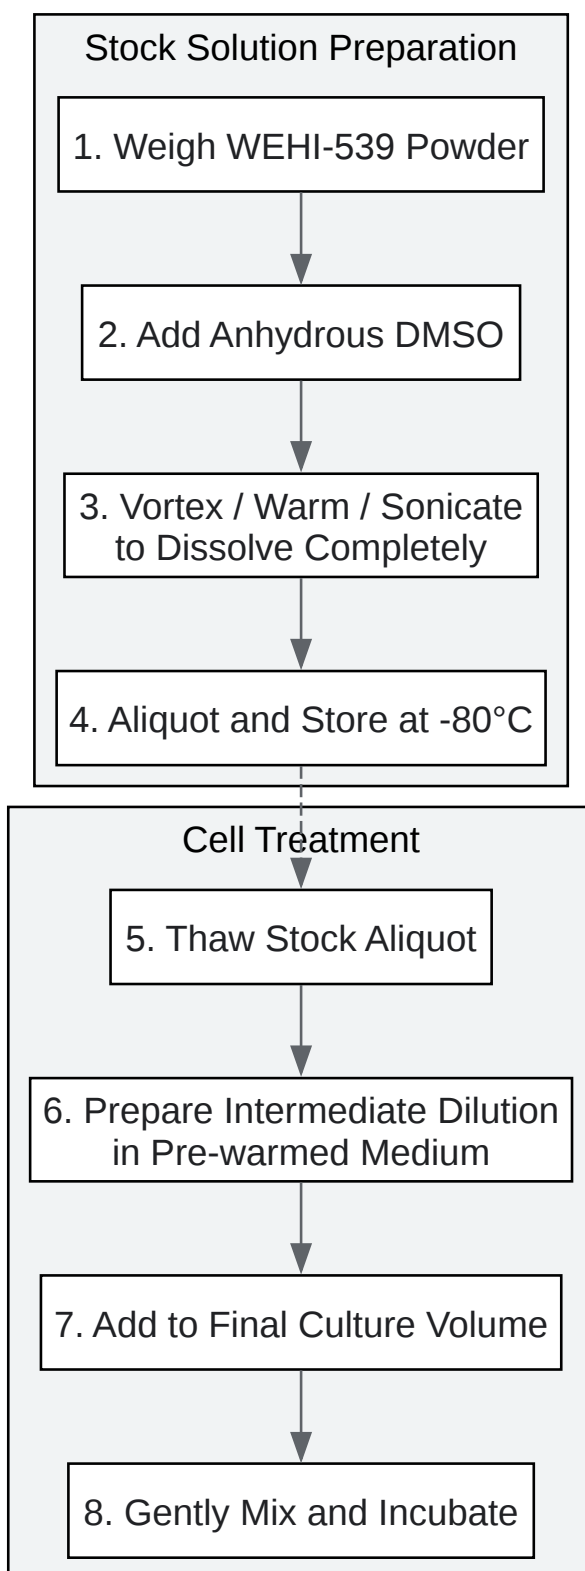 Stock Solution Preparation
1. Weigh WEHI-539 Powder
2. Add Anhydrous DMSO
3. Vortex / Warm / Sonicate
to Dissolve Completely
4. Aliquot and Store at -80°C
Cell Treatment
5. Thaw Stock Aliquot
6. Prepare Intermediate Dilution
in Pre-warmed Medium
7. Add to Final Culture Volume
8. Gently Mix and Incubate